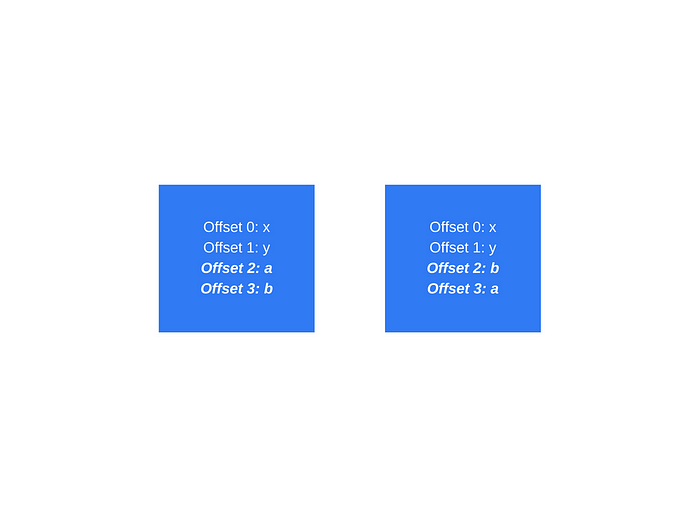 Offset 0: x
Offset 1: y
Offset 2: a
Offset 3: b
Offset 0: x
Offset 1: y
Offset 2: b
Offset 3: a